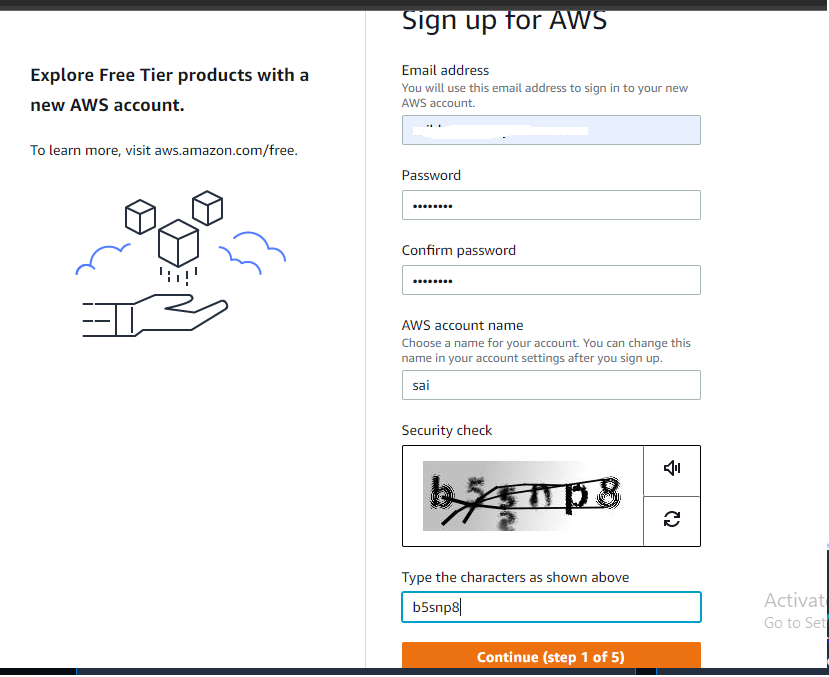 Sign up for AWS
Explore Free Tier products with a
new AWS account.
To learn more, visit aws.amazon.com/free.
Email address
You will use this email address to sign in to your new
AWS account.
Password
••••••••
Confirm password
••••••••
AWS account name
Choose a name for your account. You can change this
name in your account settings after you sign up.
sai
Security check
Type the characters as shown above
b5snp8
Continue (step 1 of 5)
Activat
Go to Set